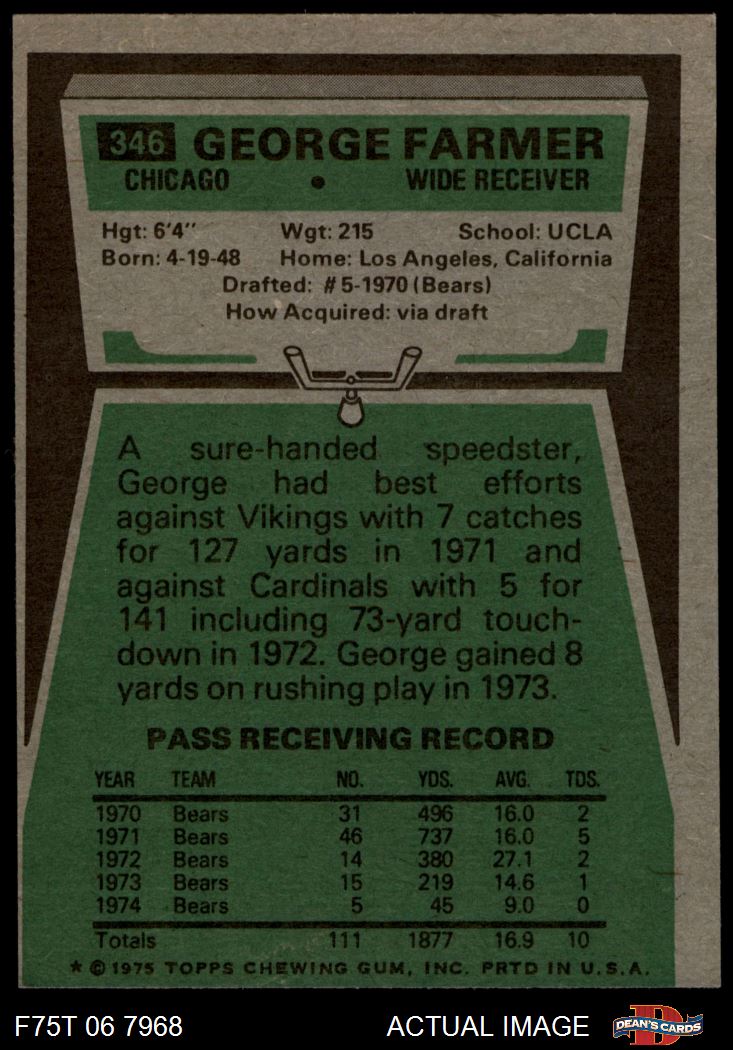 346 GEORGE FARMER
CHICAGO • WIDE RECEIVER
Hgt: 6'4" Wgt: 215 School: UCLA
Born: 4-19-48 Home: Los Angeles, California
Drafted: #5-1970 (Bears)
How Acquired: via draft
A sure-handed speedster,
George had best efforts
against Vikings with 7 catches
for 127 yards in 1971 and
against Cardinals with 5 for
141 including 73-yard touch-
down in 1972. George gained 8
yards on rushing play in 1973.
PASS RECEIVING RECORD
YEAR TEAM NO. YDS. AVG. TDS.
1970 Bears 31 496 16.0 2
1971 Bears 46 737 16.0 5
1972 Bears 14 380 27.1 2
1973 Bears 15 219 14.6 1
1974 Bears 5 45 9.0 0
Totals 111 1877 16.9 10
* © 1975 TOPPS CHEWING GUM, INC. PRTD IN U.S.A.
F75T 06 7968 ACTUAL IMAGE D DEAN'S CARDS